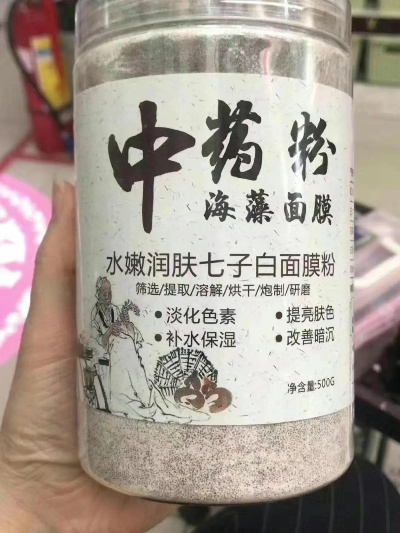 中药粉
海藻面膜
水嫩润肤七子白面膜粉
筛选/提取/溶解/烘干/炮制/研磨
•淡化色素 •提亮肤色
•补水保湿 •改善暗沉
净含量:500G